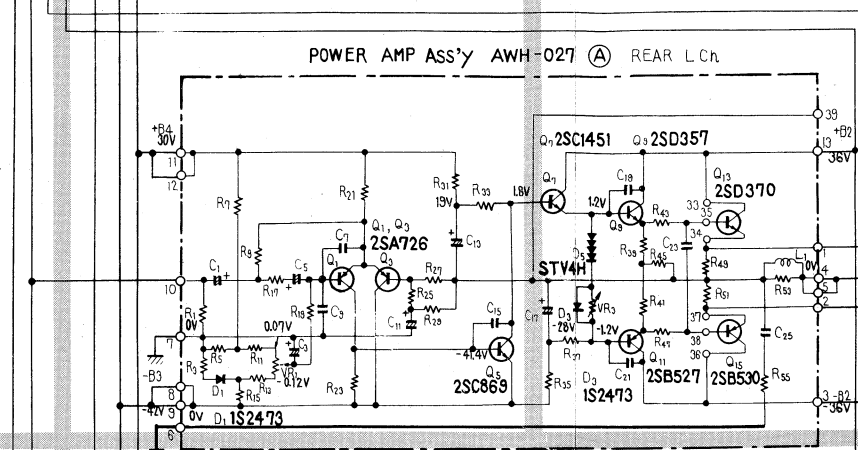 POWER AMP ASS'Y AWH-027 A REAR L Ch
39
+B2
13
36V
+B4
30V
11
12
Q7 2SC1451
Q9 2SD357
R7
R21
R31
19V
R33
1.8V
Q7
C19
1.2V
Q9
Q13
2SD370
33
35
34
R43
R9
C7
Q1, Q3
2SA726
C13
D5
R39
R45
C23
STV4H
C1
R17
C5
Q1
Q3
R27
R49
L1
0V
1
4
5
2
10
R53
R1
0V
R19
C9
R25
C11
R29
C15
C17
D3
-28V
VR3
R41
R51
37
7
0.07V
C3
R3
R5
R11
VR1
-0.12V
-41.4V
R37
-1.2V
R47
38
36
C25
-B3
D1
R13
R15
R23
Q5
2SC869
R35
D3
1S2473
C21
Q11
2SB527
Q15
2SB530
R55
8
-42V
9
0V
D1 1S2473
6
3
-B2
-36V